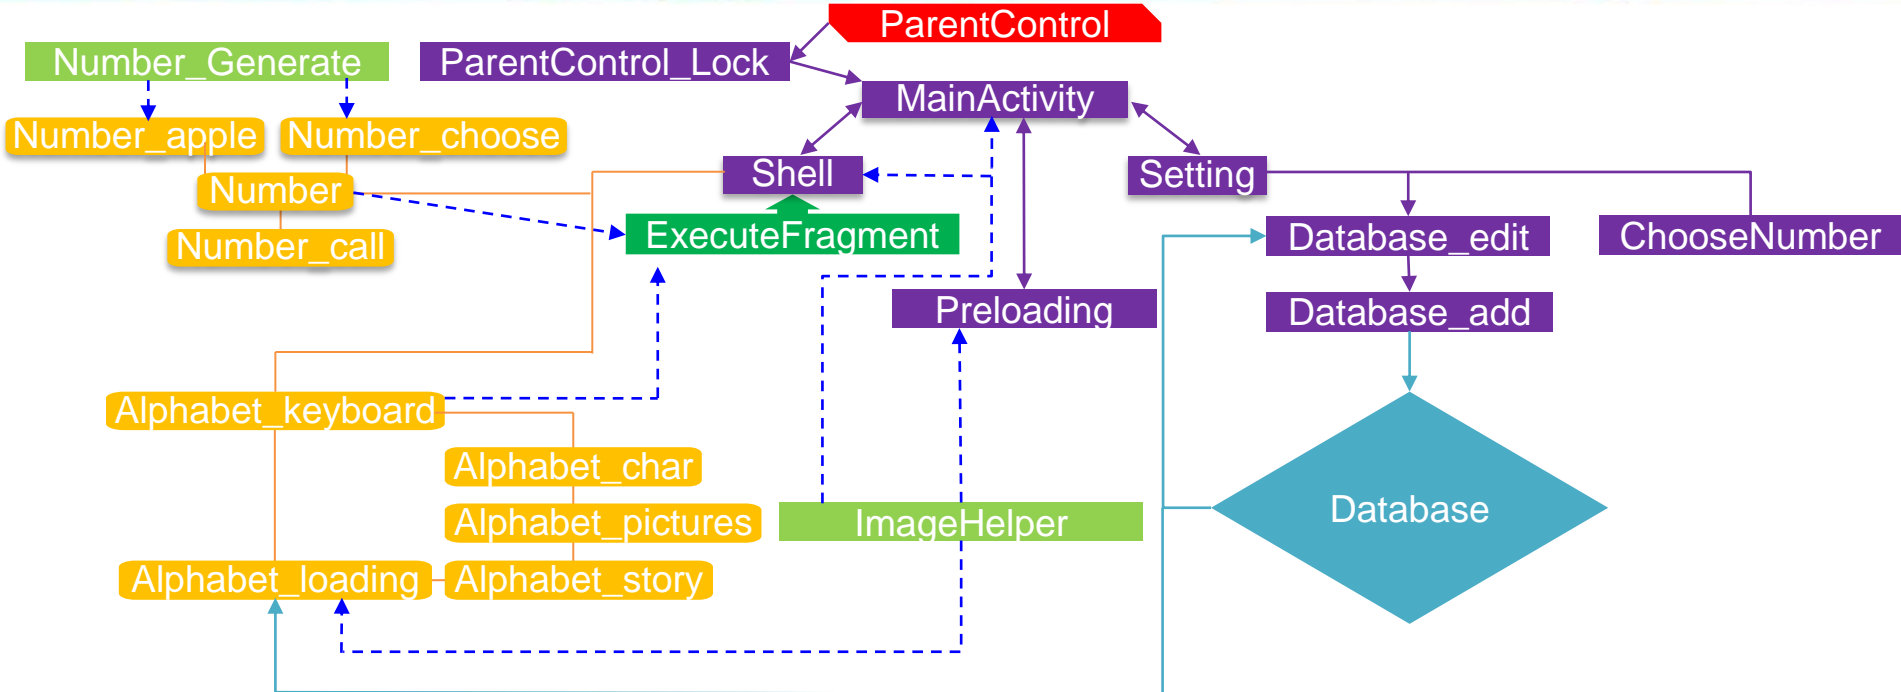 ParentControl
Number_Generate
ParentControl_Lock
MainActivity
Number_apple
Number_choose
Shell
Setting
Number
ExecuteFragment
Database_edit
ChooseNumber
Number_call
Preloading
Database_add
Alphabet_keyboard
Alphabet_char
Alphabet_pictures
ImageHelper
Database
Alphabet_loading
Alphabet_story